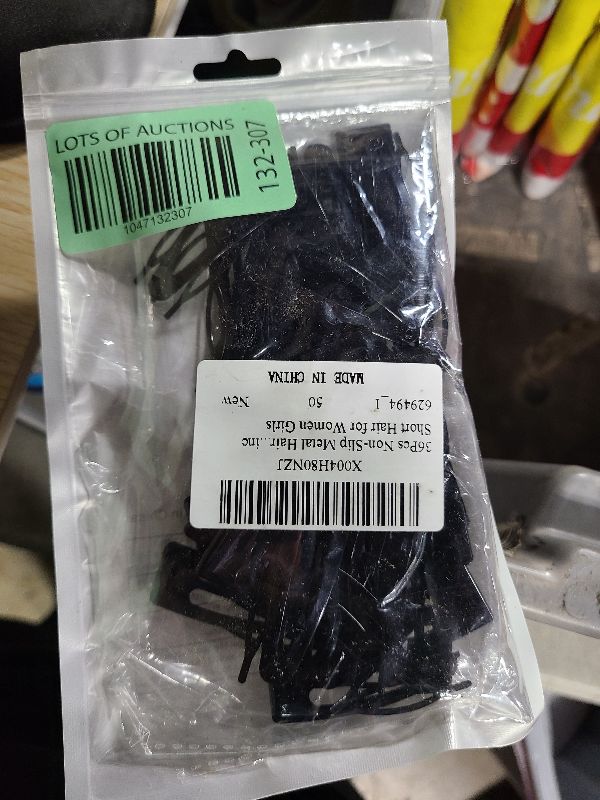 LOTS OF AUCTIONS
132-307
1047132307
X004H80NZJ
36Pcs Non-Slip Metal Hair...inc
Short Hair for Women Girls
629494_1 50 New
MADE IN CHINA